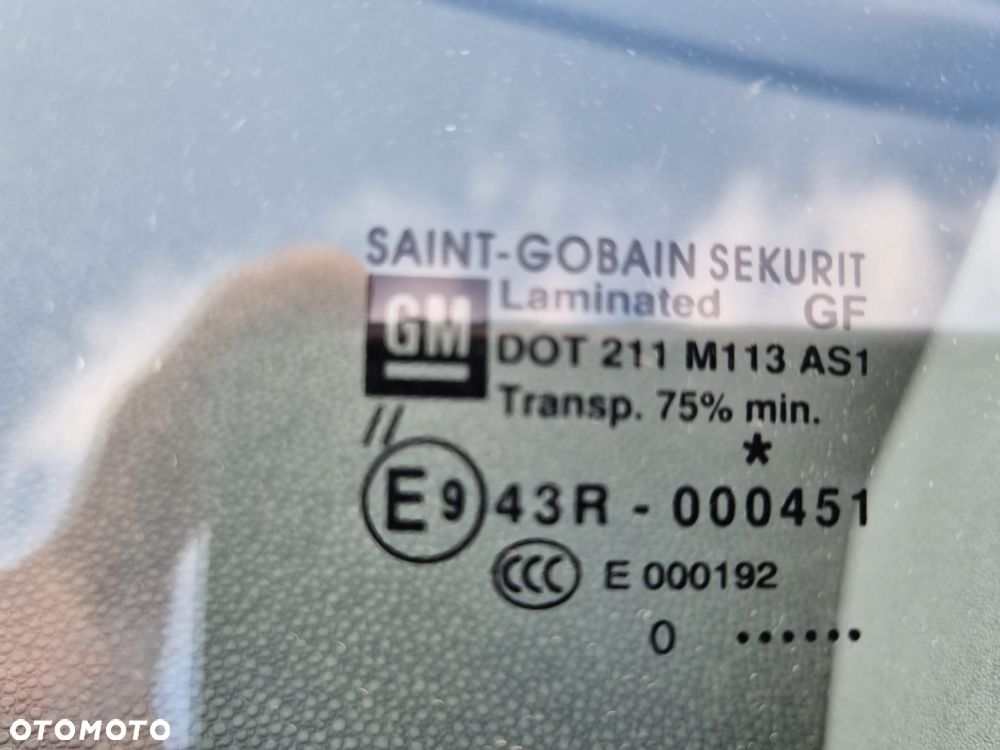 SAINT-GOBAIN SEKURIT
GM
Laminated GF
DOT 211 M113 AS1
Transp. 75% min.
//
*
E9 43R - 000451
CCC E 000192
0 ••••••
OTOMOTO